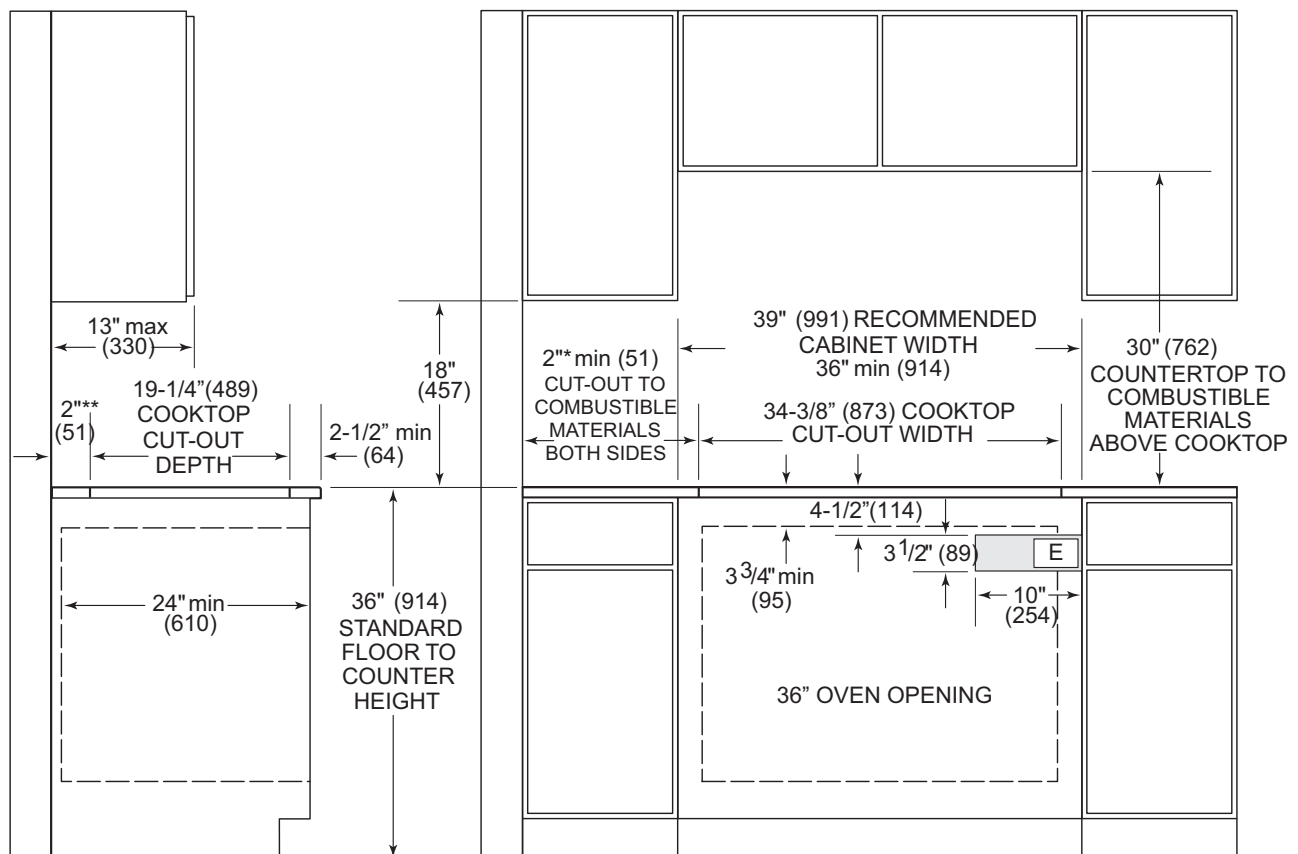 13" max
(330)
19-1/4”(489)
COOKTOP
CUT-OUT
DEPTH
2"**
(51)
2-1/2” min
(64)
18"
(457)
2"* min (51)
CUT-OUT TO
COMBUSTIBLE
MATERIALS
BOTH SIDES
39" (991) RECOMMENDED
CABINET WIDTH
36" min (914)
34-3/8” (873) COOKTOP
CUT-OUT WIDTH
30" (762)
COUNTERTOP TO
COMBUSTIBLE
MATERIALS
ABOVE COOKTOP
24" min
(610)
36" (914)
STANDARD
FLOOR TO
COUNTER
HEIGHT
4-1/2”(114)
3 1/2" (89)
E
3 3/4" min
(95)
10"
(254)
36” OVEN OPENING